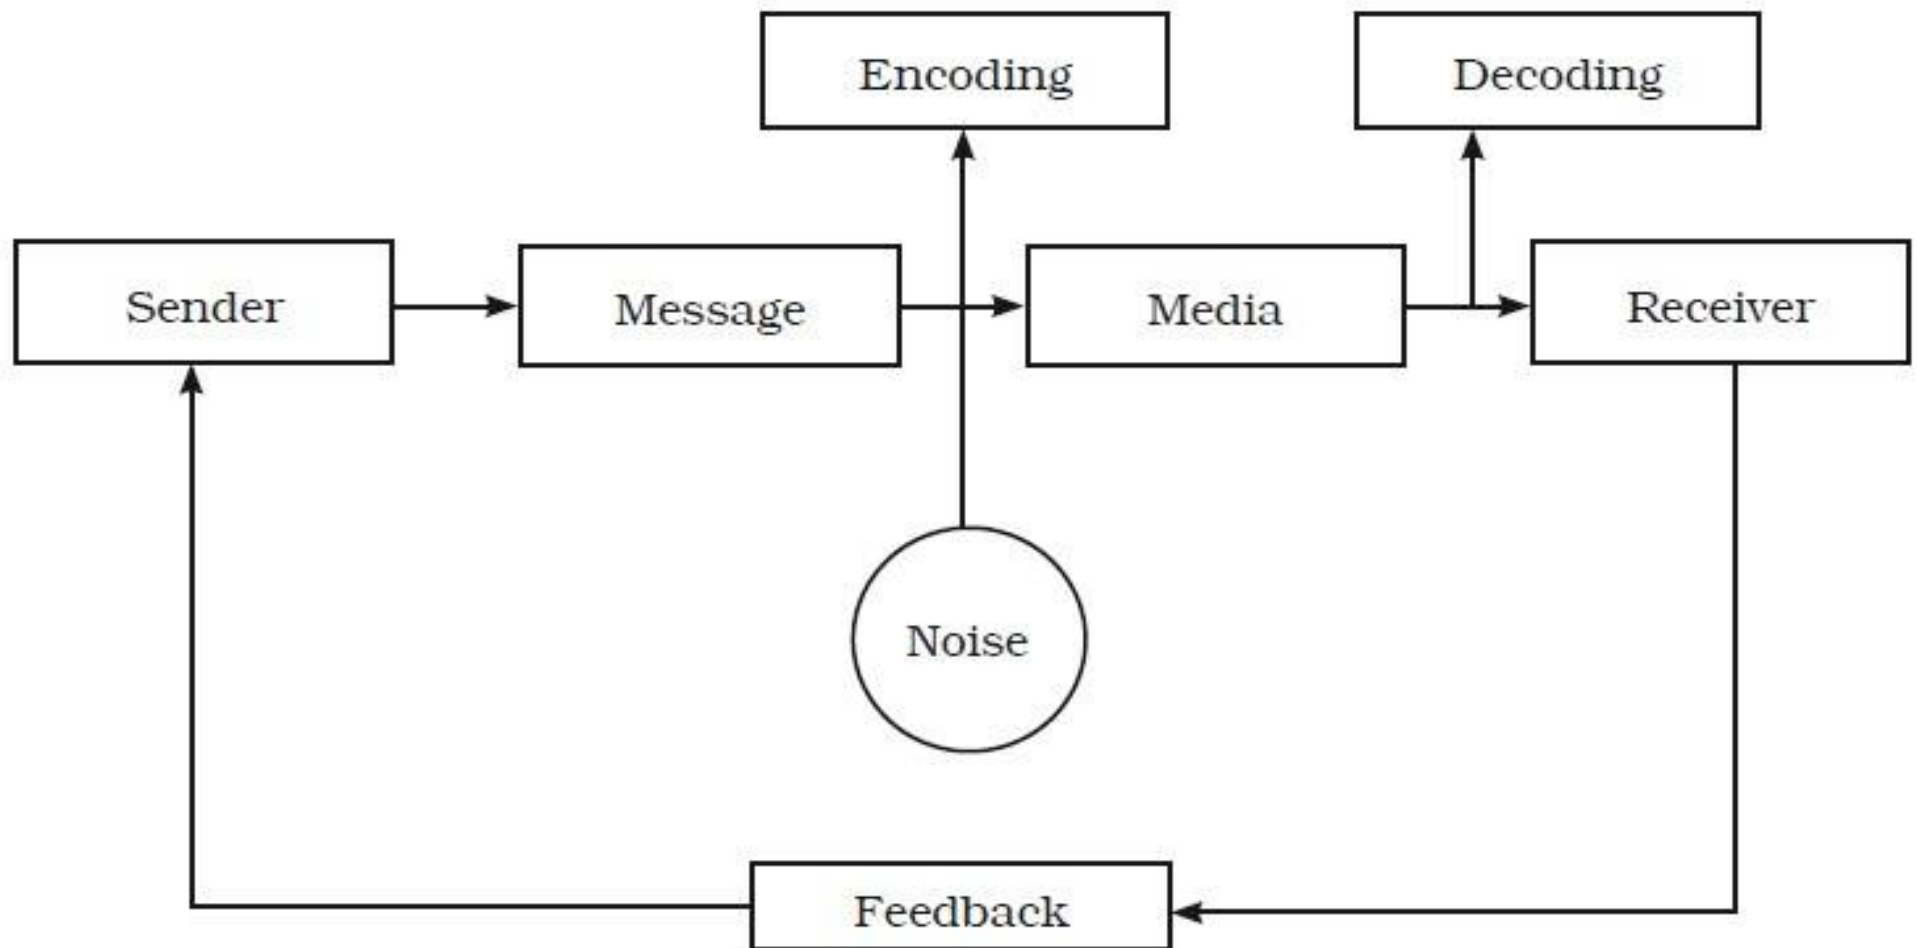 Encoding
Decoding
Sender
Message
Media
Receiver
Noise
Feedback